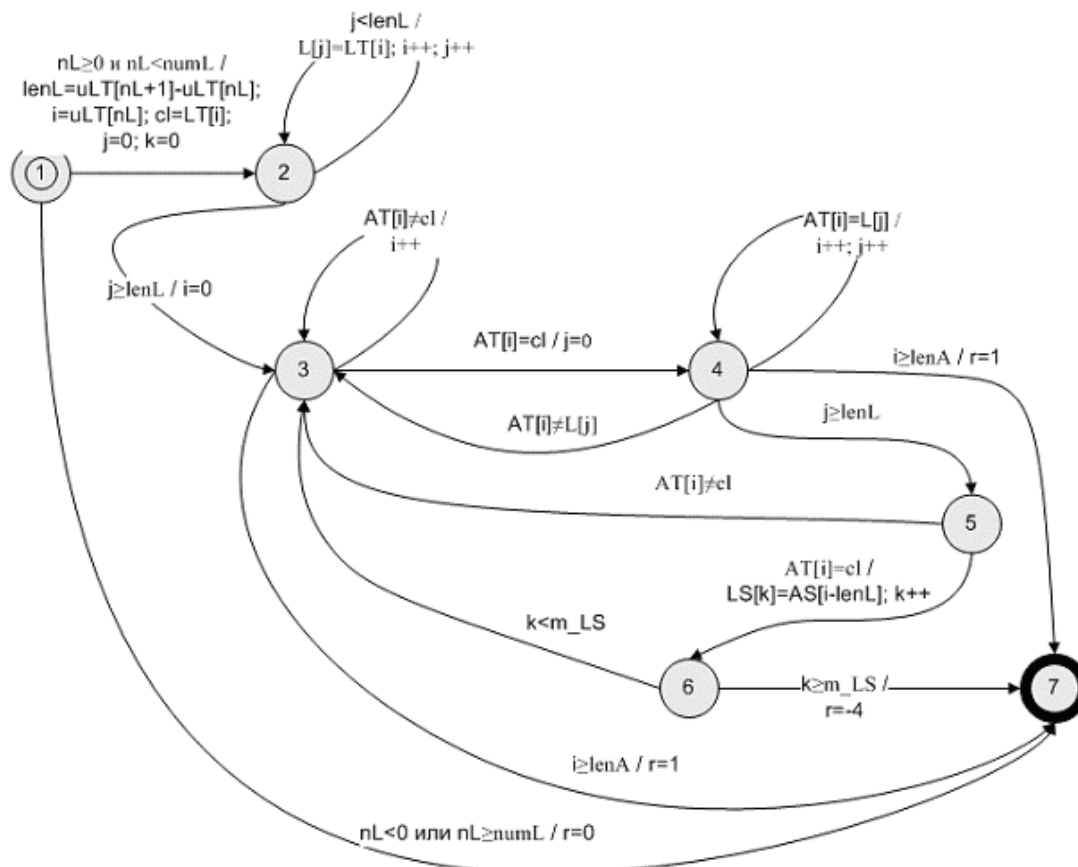 j<lenL /
L[j]=LT[i]; i++; j++
nL≥0 и nL<numL /
lenL=uLT[nL+1]-uLT[nL];
i=uLT[nL]; cl=LT[i];
j=0; k=0
1
2
AT[i]≠cl /
i++
AT[i]=L[j] /
i++; j++
j≥lenL / i=0
AT[i]=cl / j=0
3
4
i≥lenA / r=1
AT[i]≠L[j]
j≥lenL
AT[i]≠cl
5
AT[i]=cl /
LS[k]=AS[i-lenL]; k++
k<m_LS
6
k≥m_LS /
r=-4
7
i≥lenA / r=1
nL<0 или nL≥numL / r=0